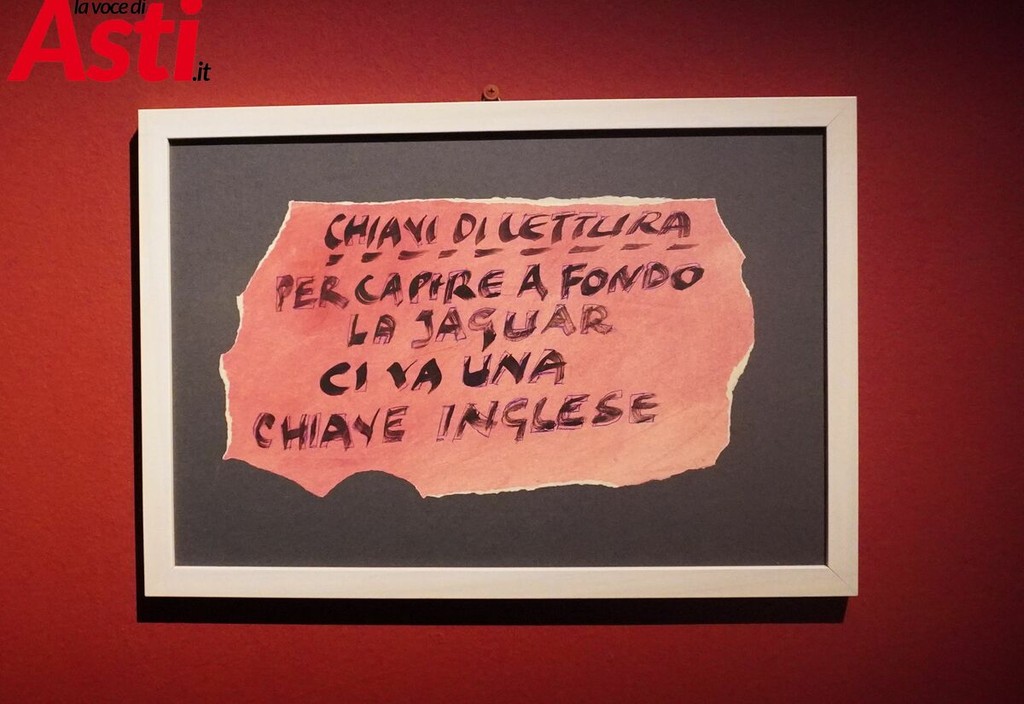 la voce di
Asti.it
CHIAVI DI LETTURA
PER CAPIRE A FONDO
LA JAGUAR
CI VA UNA
CHIAVE INGLESE